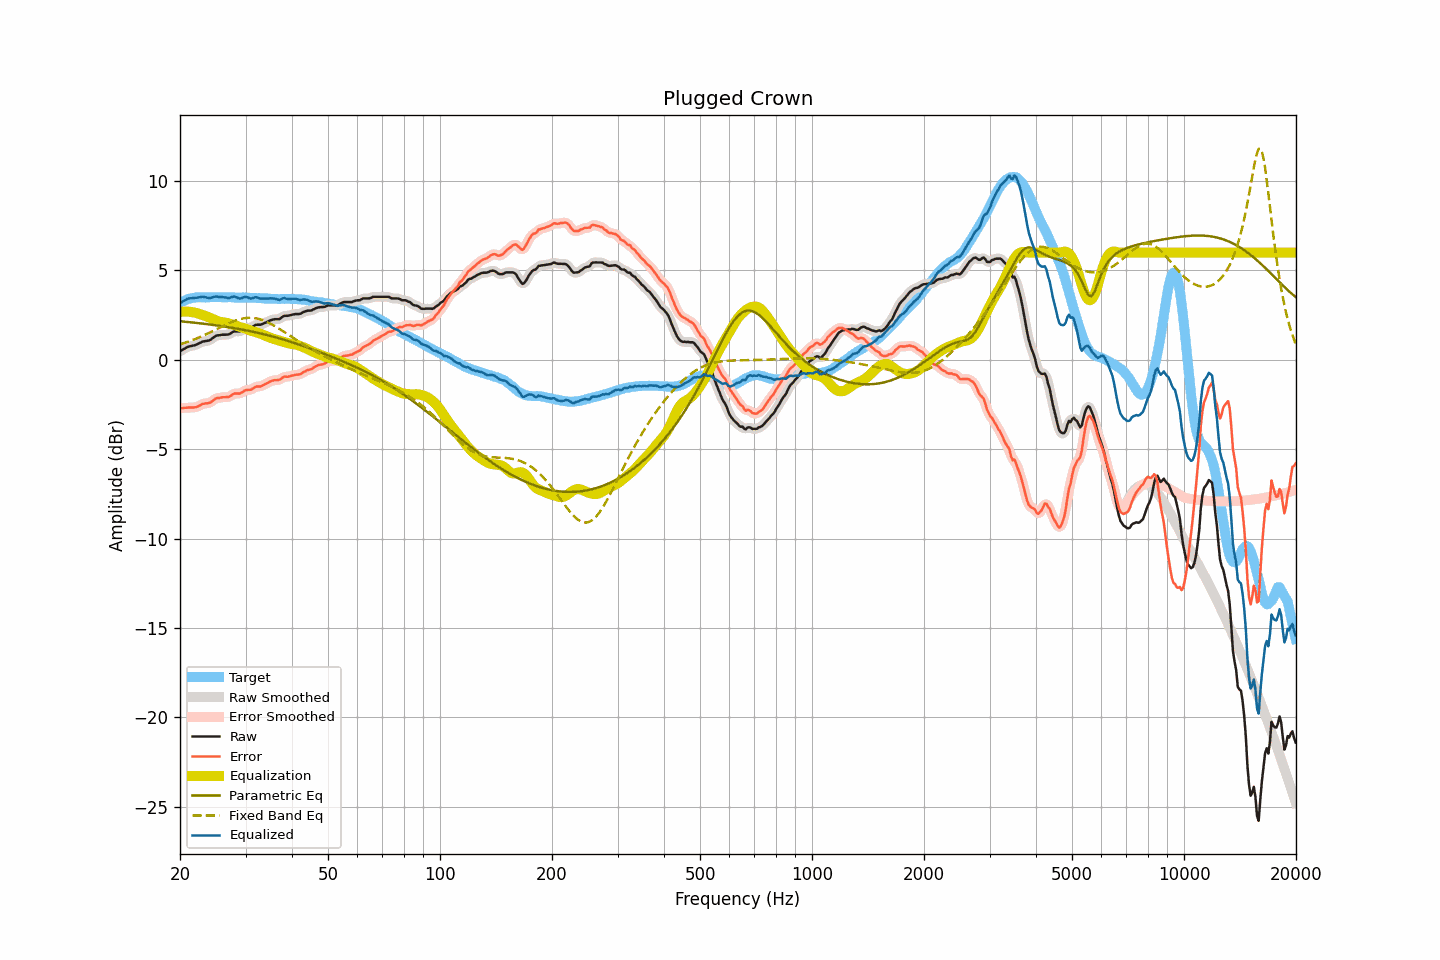 Plugged Crown
Amplitude (dBr)
10
5
0
−5
−10
−15
−20
−25
Target
Raw Smoothed
Error Smoothed
Raw
Error
Equalization
Parametric Eq
Fixed Band Eq
Equalized
20 50 100 200 500 1000 2000 5000 10000 20000
Frequency (Hz)